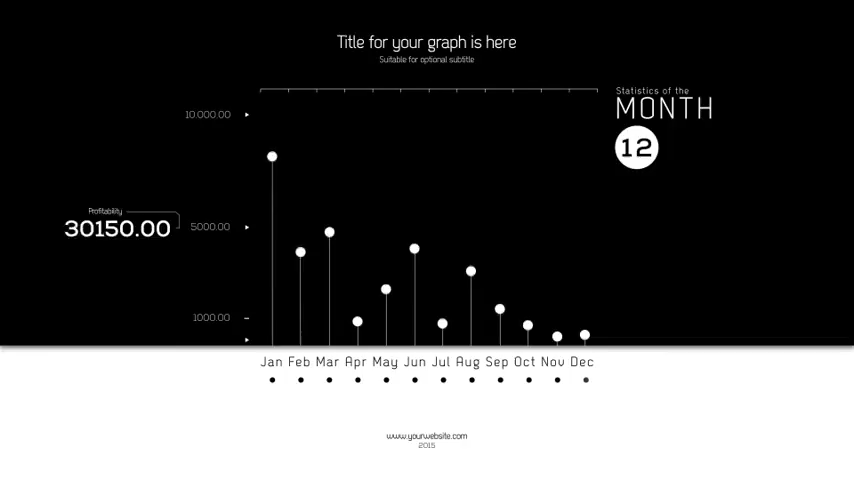 Title for your graph is here
Suitable for optional subtitle
Statistics of the
MONTH
12
10.000.00
Profitability
30150.00
5000.00
1000.00
Jan Feb Mar Apr May Jun Jul Aug Sep Oct Nov Dec
www.yourwebsite.com
2015